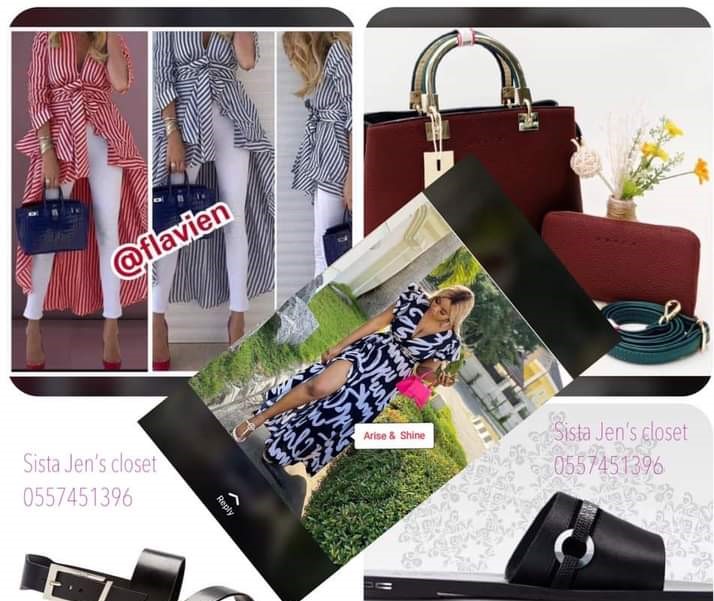 @flavien
Arise & Shine
Reply
Sista Jen's closet
0557451396
Sista Jen's closet
0557451396